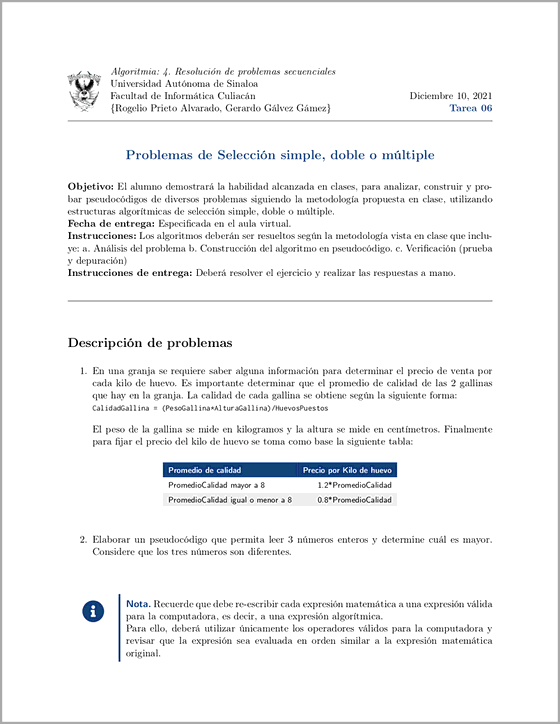 Algoritmia: 4. Resolución de problemas secuenciales
Universidad Autónoma de Sinaloa
Facultad de Informática Culiacán
Diciembre 10, 2021
{Rogelio Prieto Alvarado, Gerardo Gálvez Gámez}
Tarea 06
Problemas de Selección simple, doble o múltiple
Objetivo: El alumno demostrará la habilidad alcanzada en clases, para analizar, construir y pro-
bar pseudocódigos de diversos problemas siguiendo la metodología propuesta en clase, utilizando
estructuras algorítmicas de selección simple, doble o múltiple.
Fecha de entrega: Especificada en el aula virtual.
Instrucciones: Los algoritmos deberán ser resueltos según la metodología vista en clase que inclu-
ye: a. Análisis del problema b. Construcción del algoritmo en pseudocódigo. c. Verificación (prueba
y depuración)
Instrucciones de entrega: Deberá resolver el ejercicio y realizar las respuestas a mano.
Descripción de problemas
1. En una granja se requiere saber alguna información para determinar el precio de venta por
cada kilo de huevo. Es importante determinar que el promedio de calidad de las 2 gallinas
que hay en la granja. La calidad de cada gallina se obtiene según la siguiente forma:
CalidadGallina = (PesoGallina*AlturaGallina)/HuevosPuestos
El peso de la gallina se mide en kilogramos y la altura se mide en centímetros. Finalmente
para fijar el precio del kilo de huevo se toma como base la siguiente tabla:
Promedio de calidad Precio por Kilo de huevo
PromedioCalidad mayor a 8 1.2*PromedioCalidad
PromedioCalidad igual o menor a 8 0.8*PromedioCalidad
2. Elaborar un pseudocódigo que permita leer 3 números enteros y determine cuál es mayor.
Considere que los tres números son diferentes.
Nota. Recuerde que debe re-escribir cada expresión matemática a una expresión válida
para la computadora, es decir, a una expresión algorítmica.
Para ello, deberá utilizar únicamente los operadores válidos para la computadora y
revisar que la expresión sea evaluada en orden similar a la expresión matemática
original.